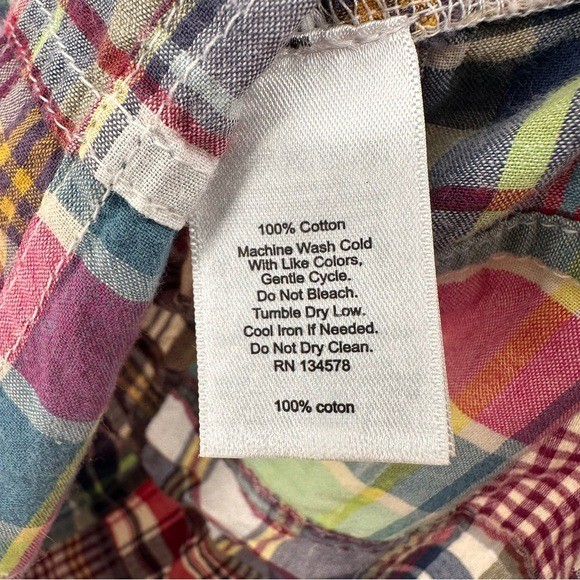 100% Cotton
Machine Wash Cold
With Like Colors,
Gentle Cycle.
Do Not Bleach.
Tumble Dry Low.
Cool Iron If Needed.
Do Not Dry Clean.
RN 134578
100% coton